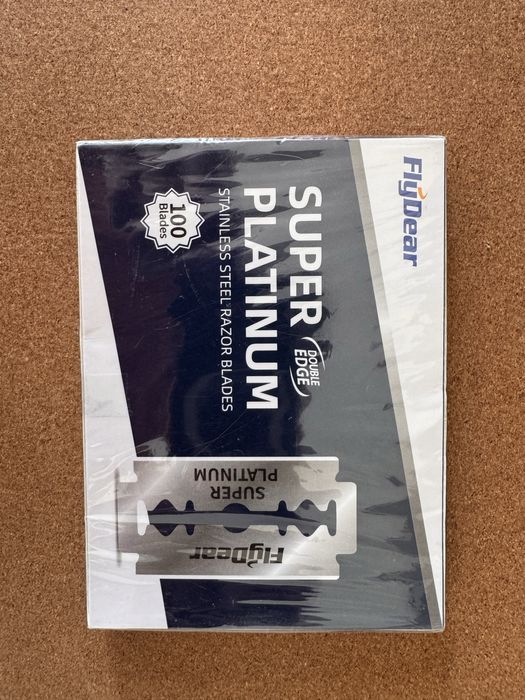 FlyDear
SUPER
PLATINUM
DOUBLE
EDGE
STAINLESS STEEL RAZOR BLADES
100
Blades
SUPER
PLATINUM
FlyDear